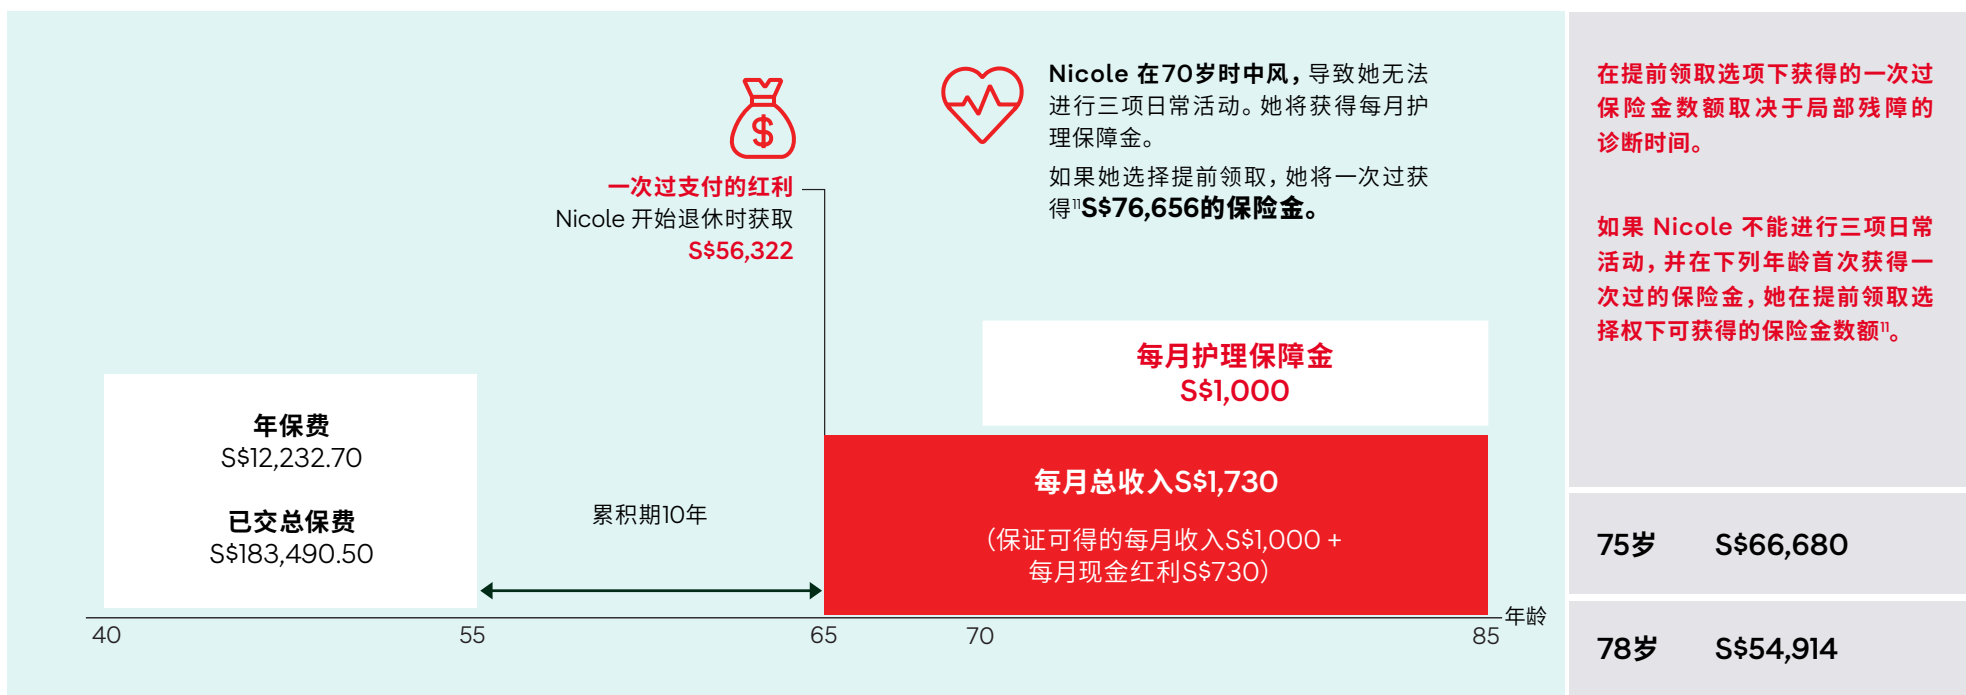 Nicole 在70岁时中风，导致她无法
进行三项日常活动。她将获得每月护
理保障金。
如果她选择提前领取，她将一次过获
得¹¹S$76,656的保险金。
一次过支付的红利
Nicole 开始退休时获取
S$56,322
每月护理保障金
S$1,000
年保费
S$12,232.70
已交总保费
S$183,490.50
累积期10年
每月总收入S$1,730
（保证可得的每月收入S$1,000 +
每月现金红利S$730）
40
55
65
70
85
年龄
在提前领取选项下获得的一次过
保险金数额取决于局部残障的
诊断时间。
如果 Nicole 不能进行三项日常
活动，并在下列年龄首次获得一
次过的保险金，她在提前领取选
择权下可获得的保险金数额¹¹。
75岁 S$66,680
78岁 S$54,914